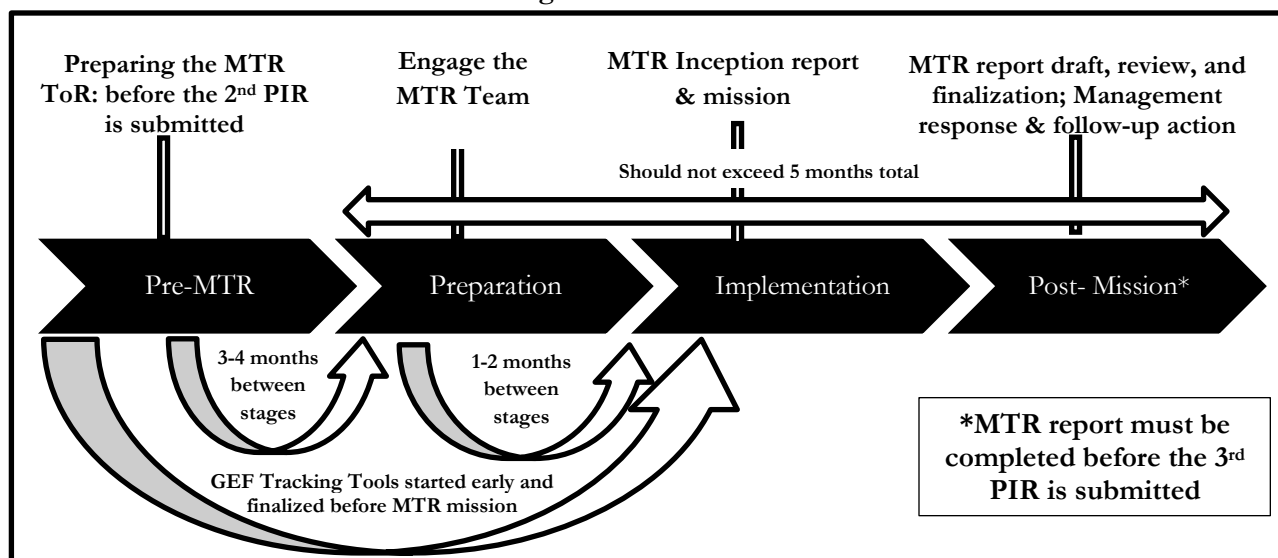 Preparing the MTR
ToR: before the 2nd PIR
is submitted
Engage the
MTR Team
MTR Inception report
& mission
MTR report draft, review, and
finalization; Management
response & follow-up action
Should not exceed 5 months total
Pre-MTR
Preparation
Implementation
Post- Mission*
3-4 months
between
stages
1-2 months
between
stages
GEF Tracking Tools started early and
finalized before MTR mission
*MTR report must be
completed before the 3rd
PIR is submitted